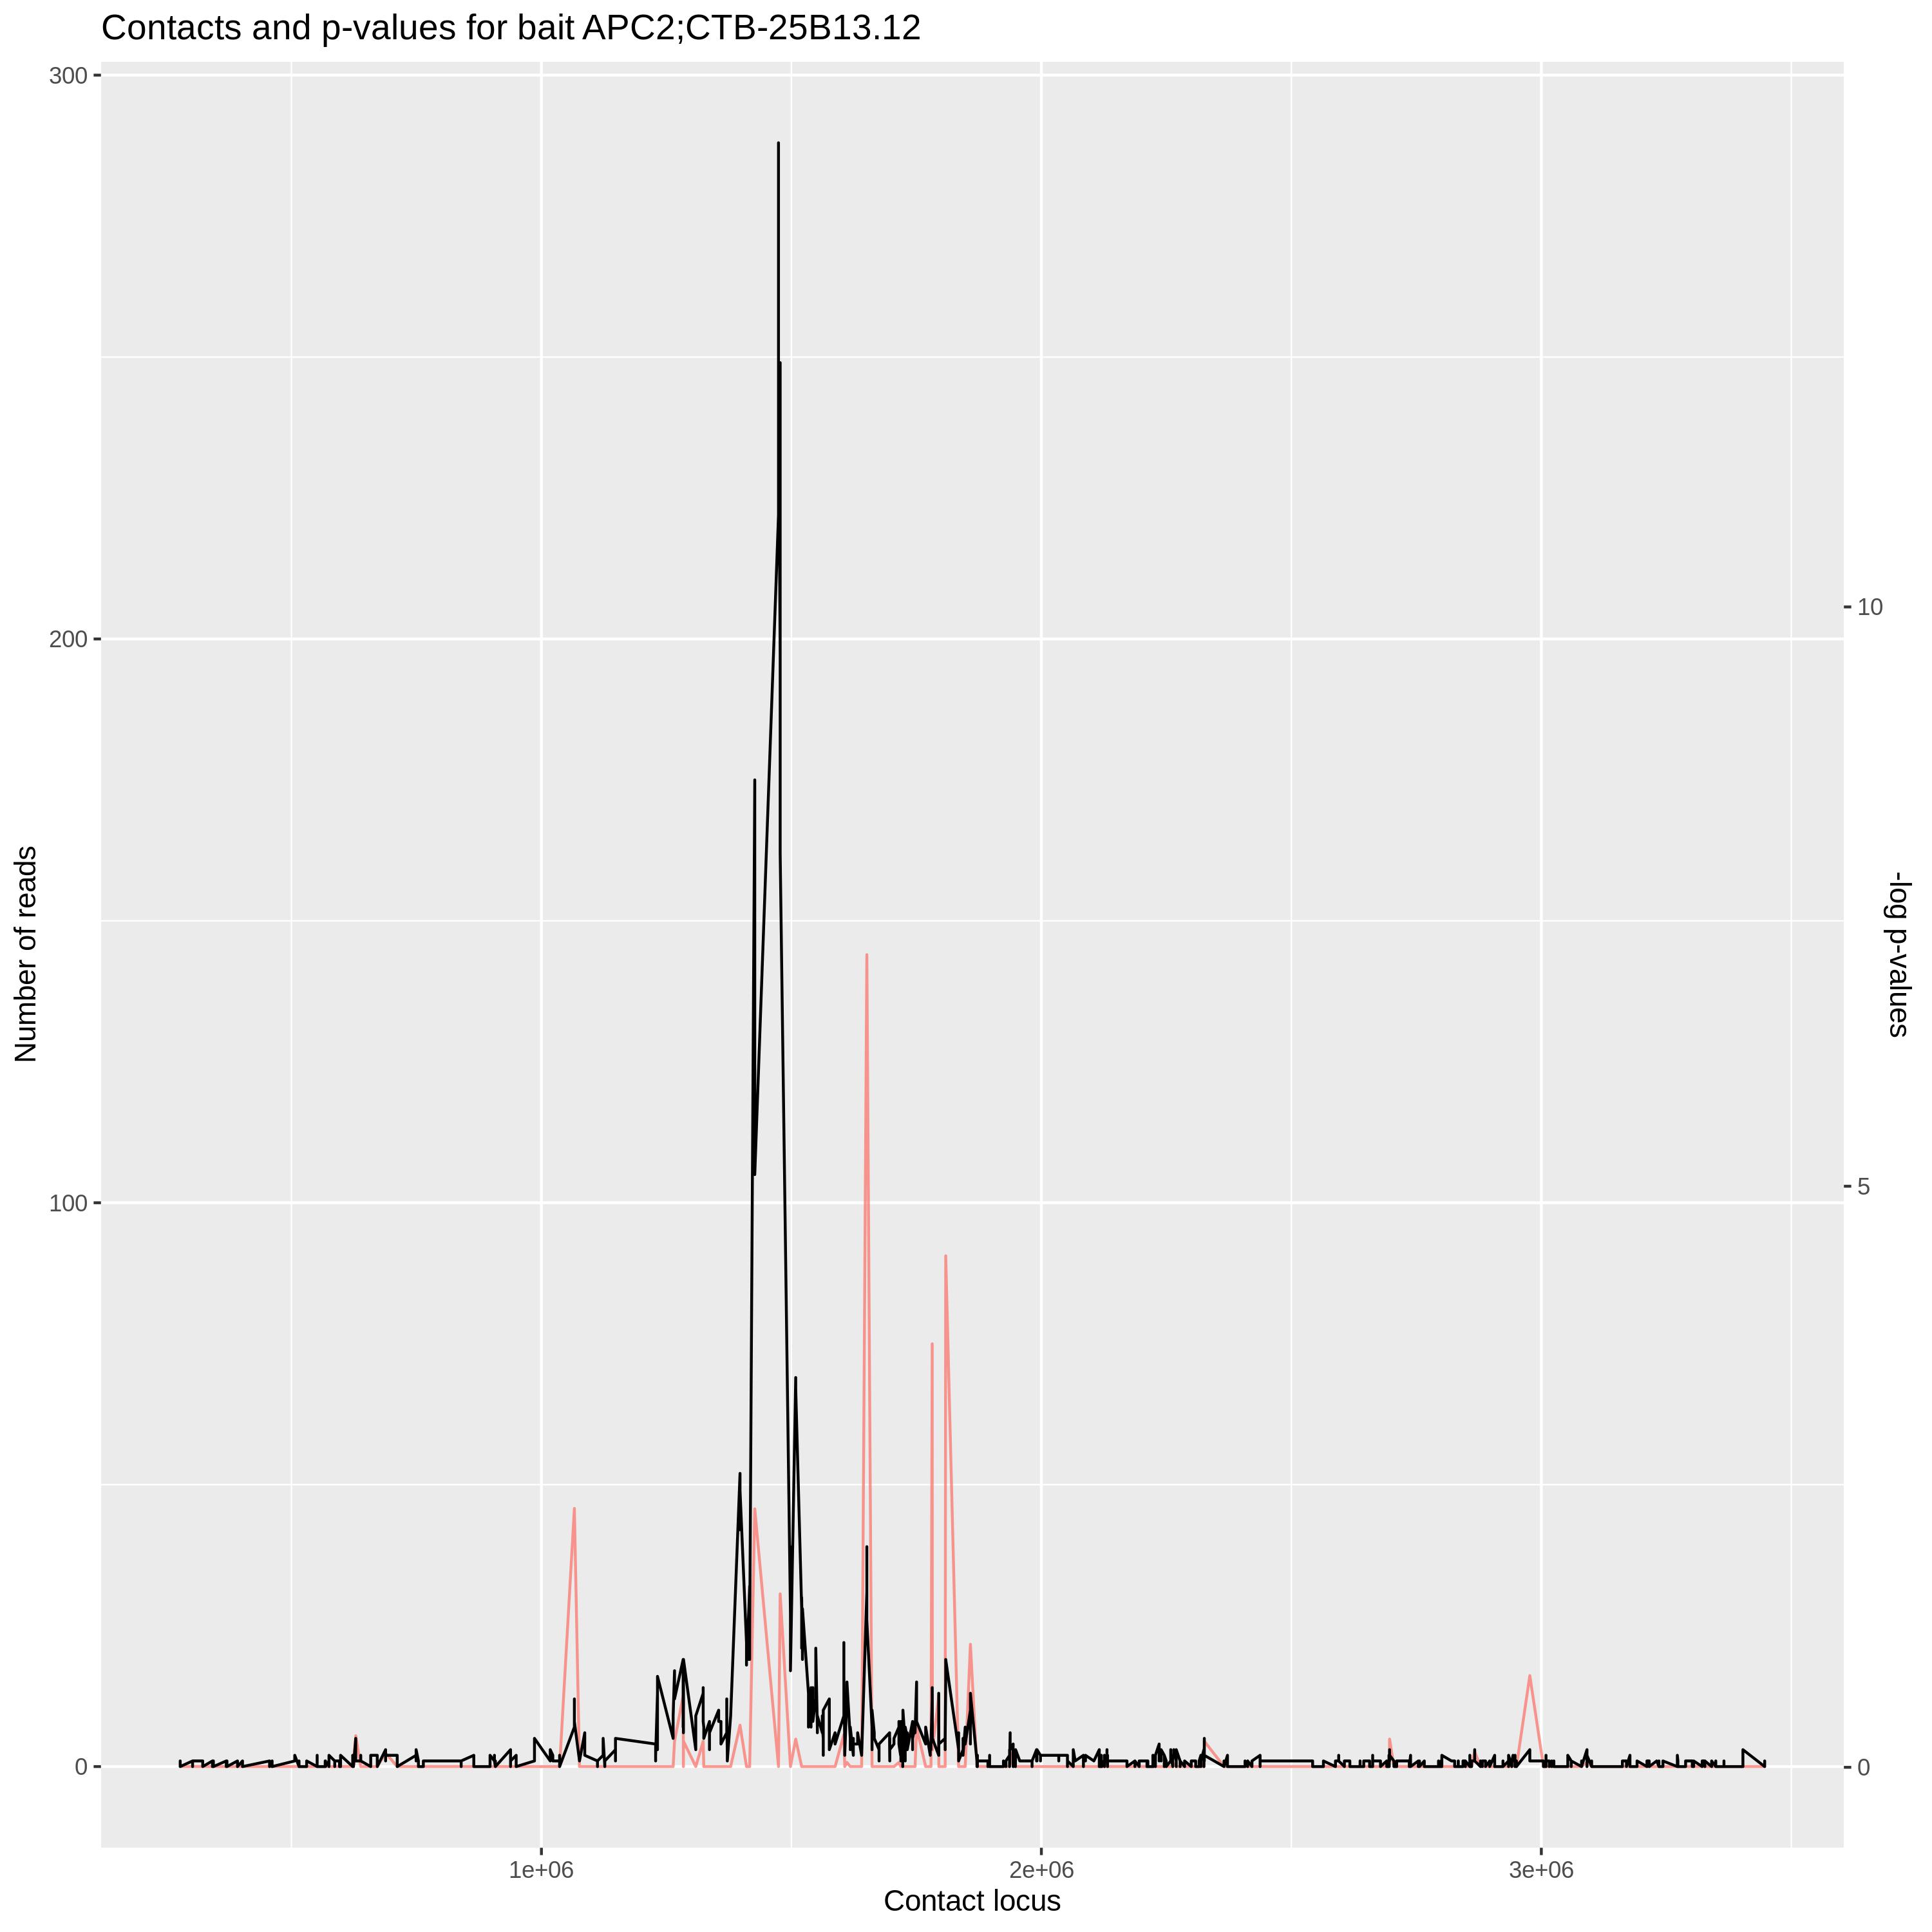 Contacts and p-values for bait APC2;CTB-25B13.12
300
200
100
0
Number of reads
10
5
0
-log p-values
1e+06
2e+06
3e+06
Contact locus